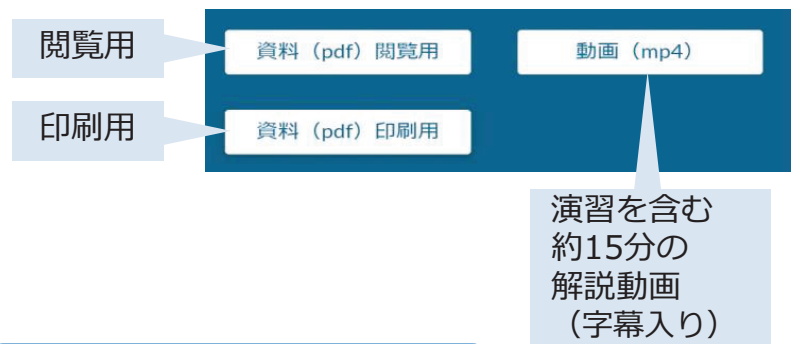 閲覧用
資料（pdf）閲覧用
動画（mp4）
印刷用
資料（pdf）印刷用
演習を含む
約15分の
解説動画
（字幕入り）